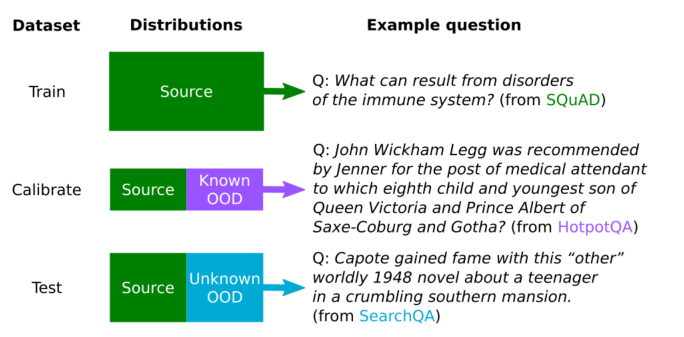 Dataset Distributions Example question
Train
Source
Q: What can result from disorders
of the immune system? (from SQuAD)
Calibrate
Source
Known
OOD
Q: John Wickham Legg was recommended
by Jenner for the post of medical attendant
to which eighth child and youngest son of
Queen Victoria and Prince Albert of
Saxe-Coburg and Gotha? (from HotpotQA)
Test
Source
Unknown
OOD
Q: Capote gained fame with this “other”
worldly 1948 novel about a teenager
in a crumbling southern mansion.
(from SearchQA)